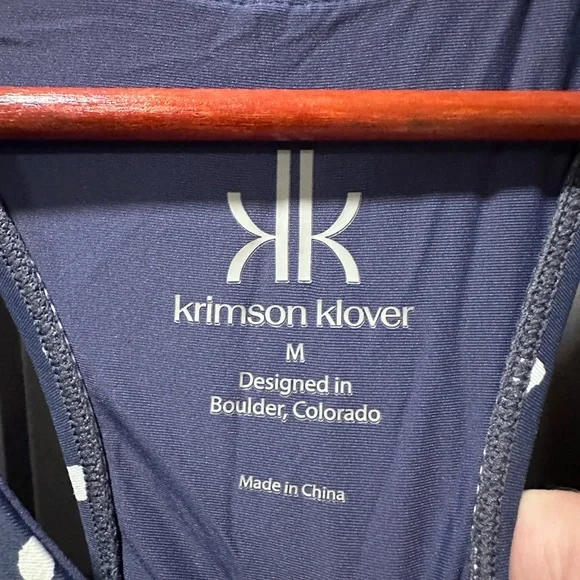 krimson klover
M
Designed in
Boulder, Colorado
Made in China